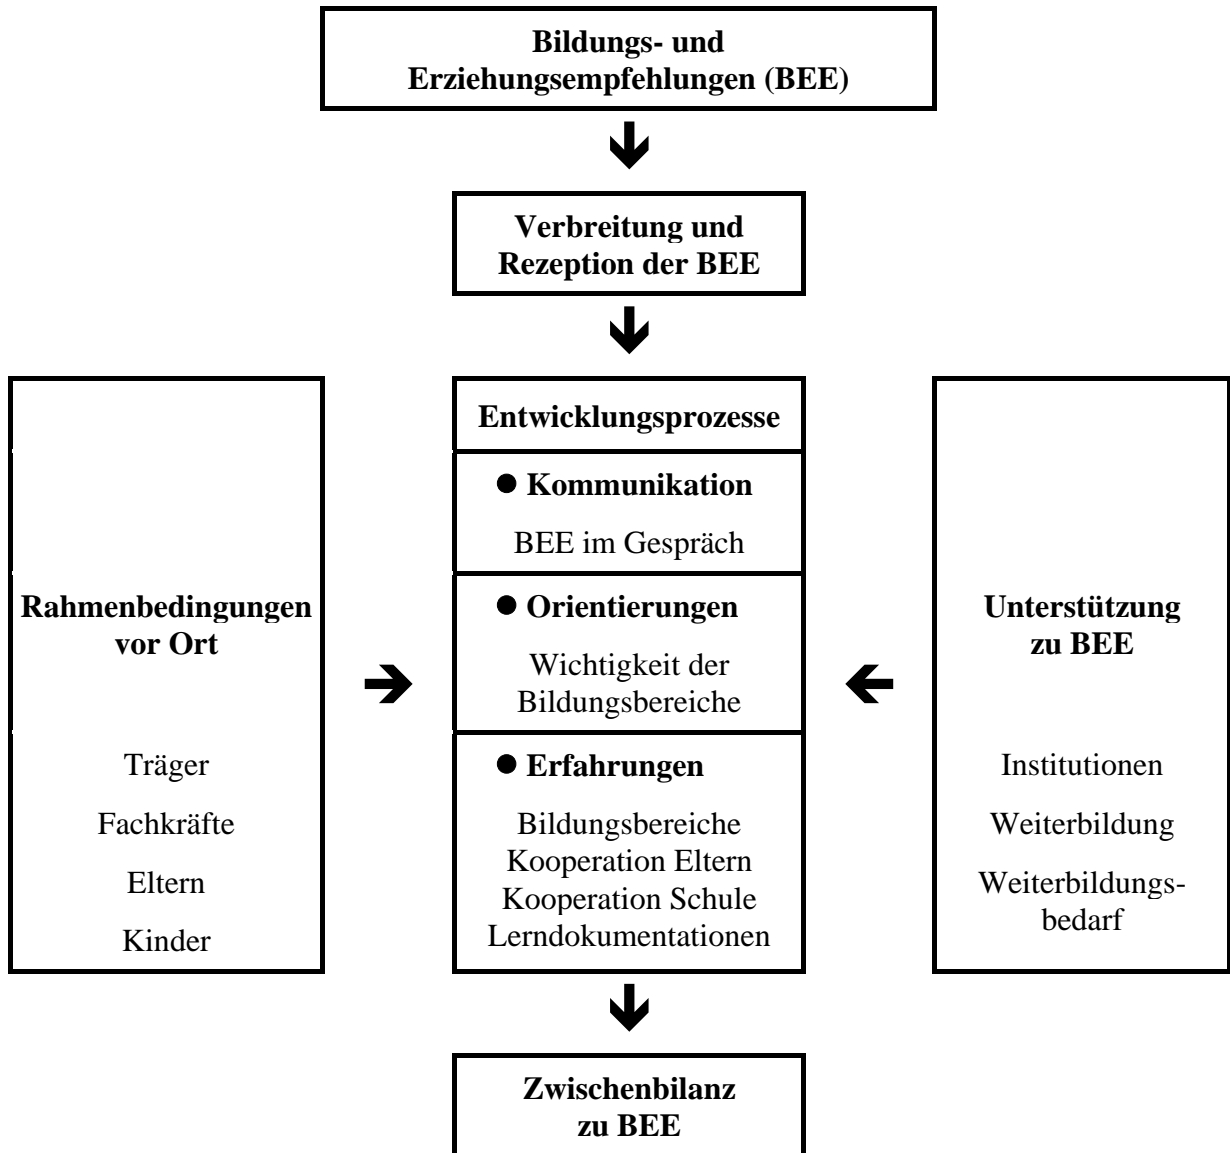 Bildungs- und
Erziehungsempfehlungen (BEE)
Verbreitung und
Rezeption der BEE
Rahmenbedingungen
vor Ort
Träger
Fachkräfte
Eltern
Kinder
Entwicklungsprozesse
● Kommunikation
BEE im Gespräch
● Orientierungen
Wichtigkeit der
Bildungsbereiche
● Erfahrungen
Bildungsbereiche
Kooperation Eltern
Kooperation Schule
Lerndokumentationen
Unterstützung
zu BEE
Institutionen
Weiterbildung
Weiterbildungs-
bedarf
Zwischenbilanz
zu BEE